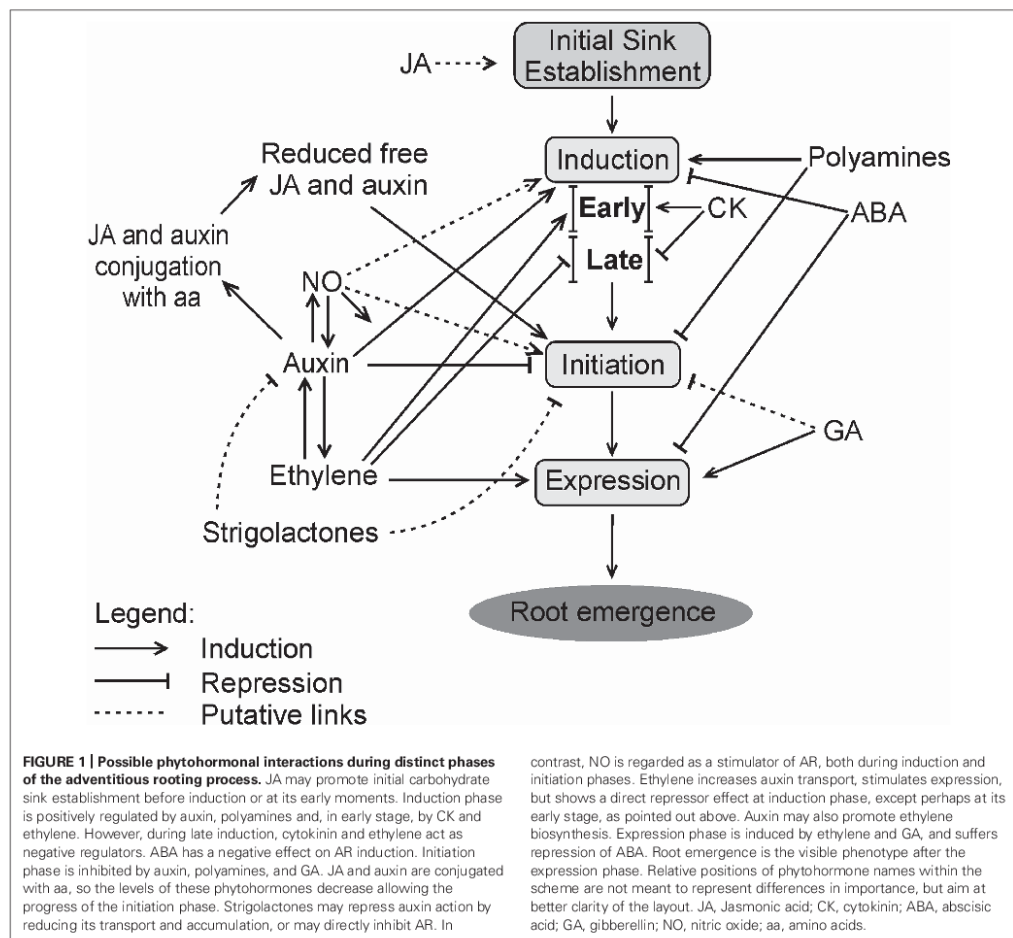 Initial Sink
Establishment
JA
Induction
Polyamines
Reduced free
JA and auxin
Early
CK
ABA
JA and auxin
conjugation
with aa
NO
Late
Auxin
Initiation
GA
Ethylene
Expression
Strigolactones
Root emergence
Legend:
Induction
Repression
Putative links
FIGURE 1 | Possible phytohormonal interactions during distinct phases
of the adventitious rooting process. JA may promote initial carbohydrate
sink establishment before induction or at its early moments. Induction phase
is positively regulated by auxin, polyamines and, in early stage, by CK and
ethylene. However, during late induction, cytokinin and ethylene act as
negative regulators. ABA has a negative effect on AR induction. Initiation
phase is inhibited by auxin, polyamines, and GA. JA and auxin are conjugated
with aa, so the levels of these phytohormones decrease allowing the
progress of the initiation phase. Strigolactones may repress auxin action by
reducing its transport and accumulation, or may directly inhibit AR. In
contrast, NO is regarded as a stimulator of AR, both during induction and
initiation phases. Ethylene increases auxin transport, stimulates expression,
but shows a direct repressor effect at induction phase, except perhaps at its
early stage, as pointed out above. Auxin may also promote ethylene
biosynthesis. Expression phase is induced by ethylene and GA, and suffers
repression of ABA. Root emergence is the visible phenotype after the
expression phase. Relative positions of phytohormone names within the
scheme are not meant to represent differences in importance, but aim at
better clarity of the layout. JA, Jasmonic acid; CK, cytokinin; ABA, abscisic
acid; GA, gibberellin; NO, nitric oxide; aa, amino acids.